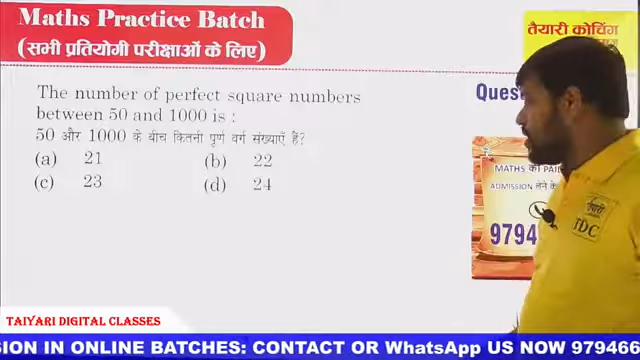 Maths Practice Batch
(सभी प्रतियोगी परीक्षाओं के लिए)
तैयारी कोचिंग
The number of perfect square numbers
between 50 and 1000 is :
50 और 1000 के बीच कितनी पूर्ण वर्ग संख्याएँ हैं?
(a) 21 (b) 22
(c) 23 (d) 24
Ques
MATHS का PAI
ADMISSION लेने के
9794
तैयारी
TDC
TAIYARI DIGITAL CLASSES
SION IN ONLINE BATCHES: CONTACT OR WhatsApp US NOW 979466